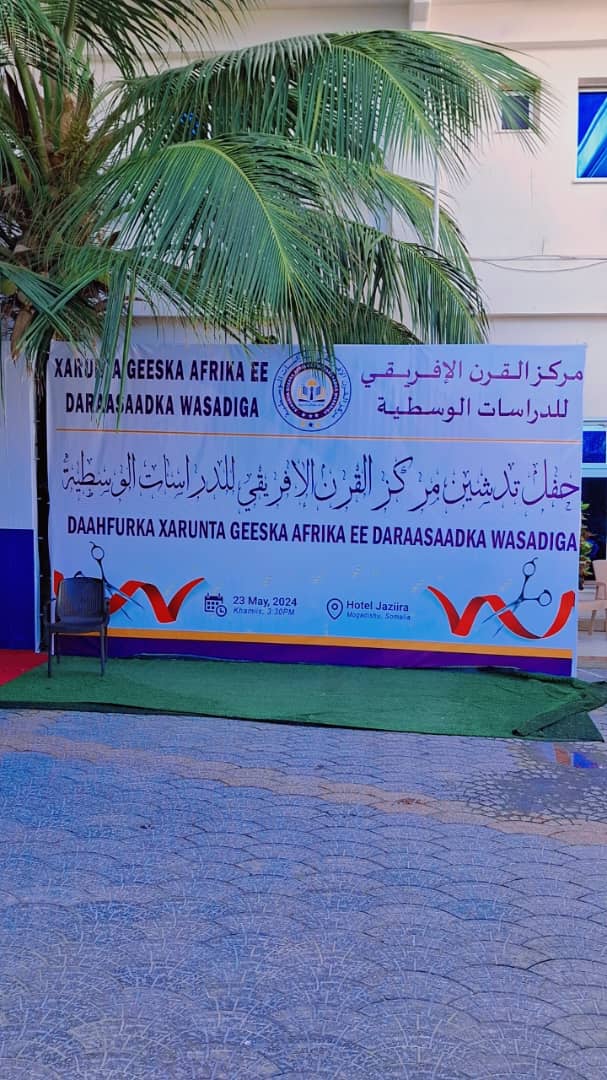 XARUNTA GEESKA AFRIKA EE
DARAASAADKA WASADIGA
مركز القرن الإفريقي
للدراسات الوسطية
حفل تدشين مركز القرن الإفريقي للدراسات الوسطية
DAAHFURKA XARUNTA GEESKA AFRIKA EE DARAASAADKA WASADIGA
23 May, 2024
Khamiis, 3:30PM
Hotel Jaziira
Mogadishu, Somalia